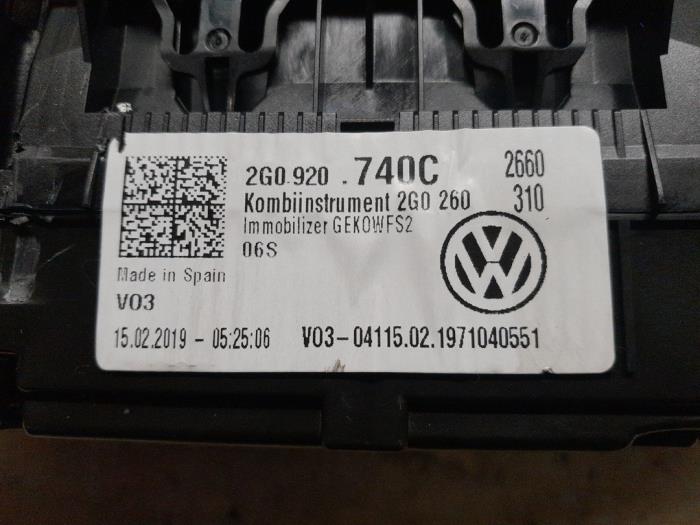 2G0.920 .740C 2660
Kombiinstrument 2G0 260 310
Immobilizer GEKOWFS2
06S
Made in Spain
V03
15.02.2019 - 05:25:06 V03-04115.02.1971040551